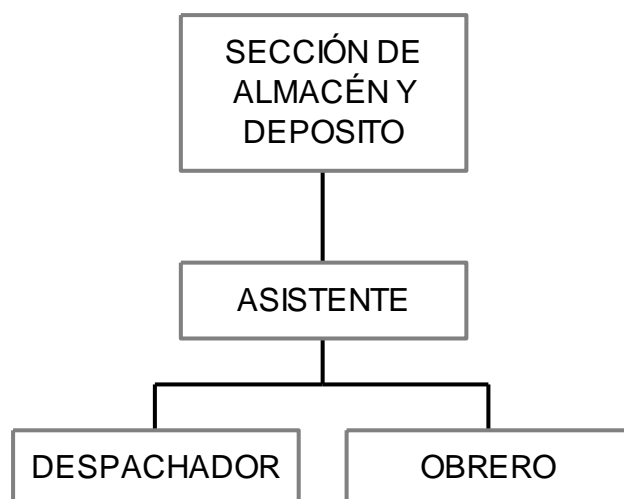 SECCIÓN DE
ALMACÉN Y
DEPOSITO
ASISTENTE
DESPACHADOR
OBRERO